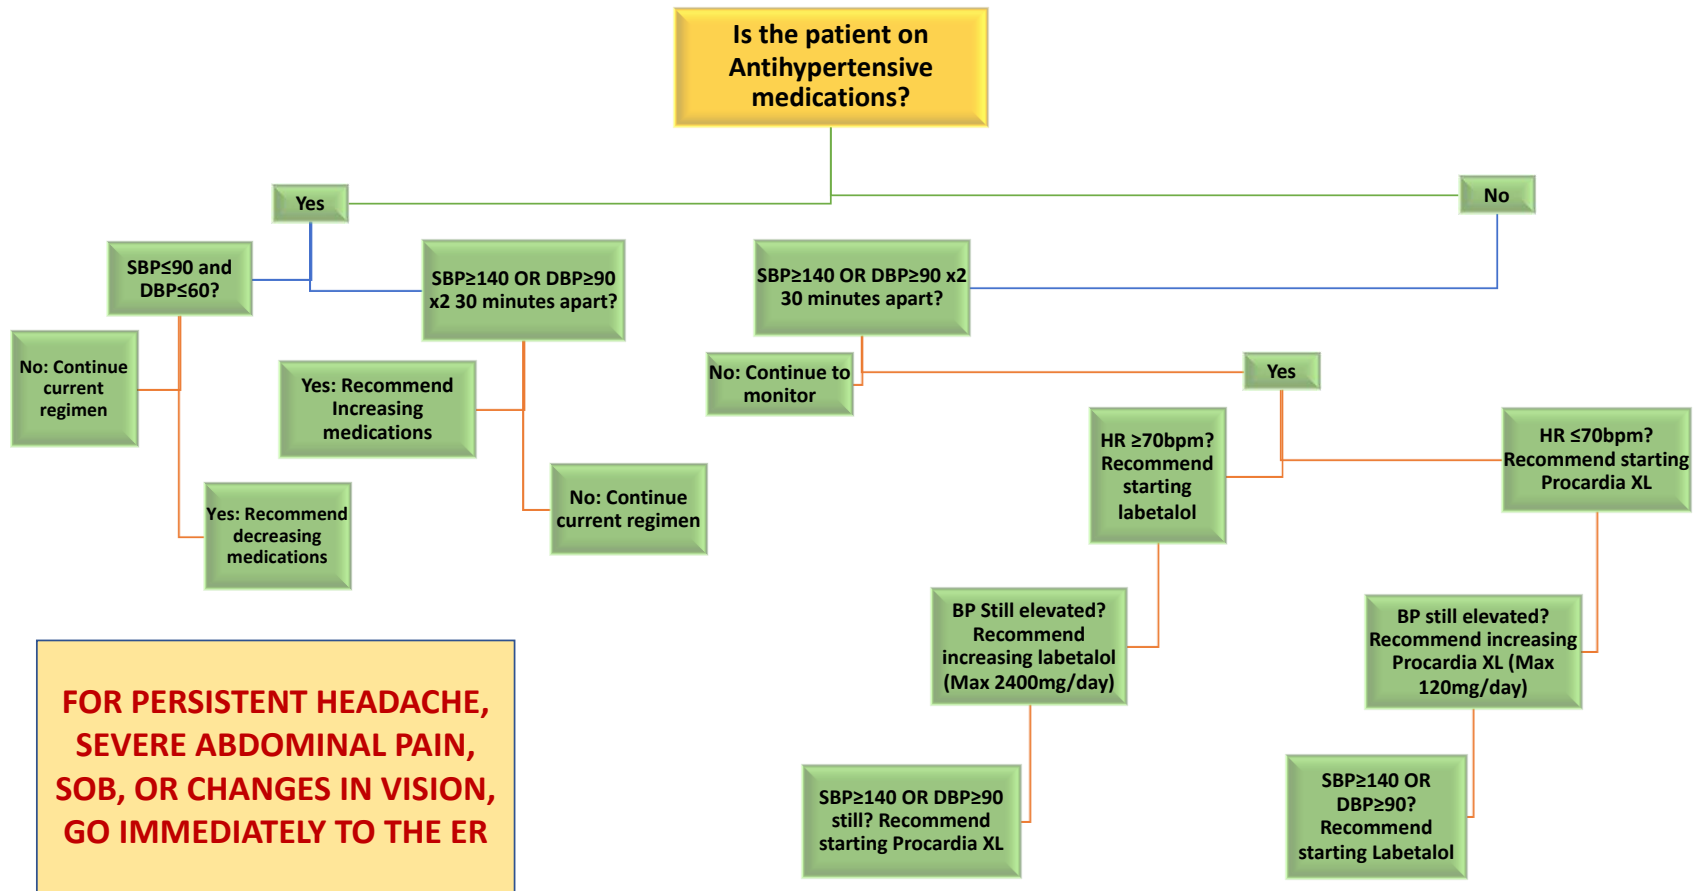 Is the patient on
Antihypertensive
medications?
Yes
No
SBP≤90 and
DBP≤60?
SBP≥140 OR DBP≥90
x2 30 minutes apart?
SBP≥140 OR DBP≥90 x2
30 minutes apart?
No: Continue
current
regimen
Yes: Recommend
Increasing
medications
No: Continue to
monitor
Yes
Yes: Recommend
decreasing
medications
No: Continue
current regimen
HR ≥70bpm?
Recommend
starting
labetalol
HR ≤70bpm?
Recommend starting
Procardia XL
BP Still elevated?
Recommend
increasing labetalol
(Max 2400mg/day)
BP still elevated?
Recommend increasing
Procardia XL (Max
120mg/day)
SBP≥140 OR DBP≥90
still? Recommend
starting Procardia XL
SBP≥140 OR
DBP≥90?
Recommend
starting Labetalol
FOR PERSISTENT HEADACHE,
SEVERE ABDOMINAL PAIN,
SOB, OR CHANGES IN VISION,
GO IMMEDIATELY TO THE ER